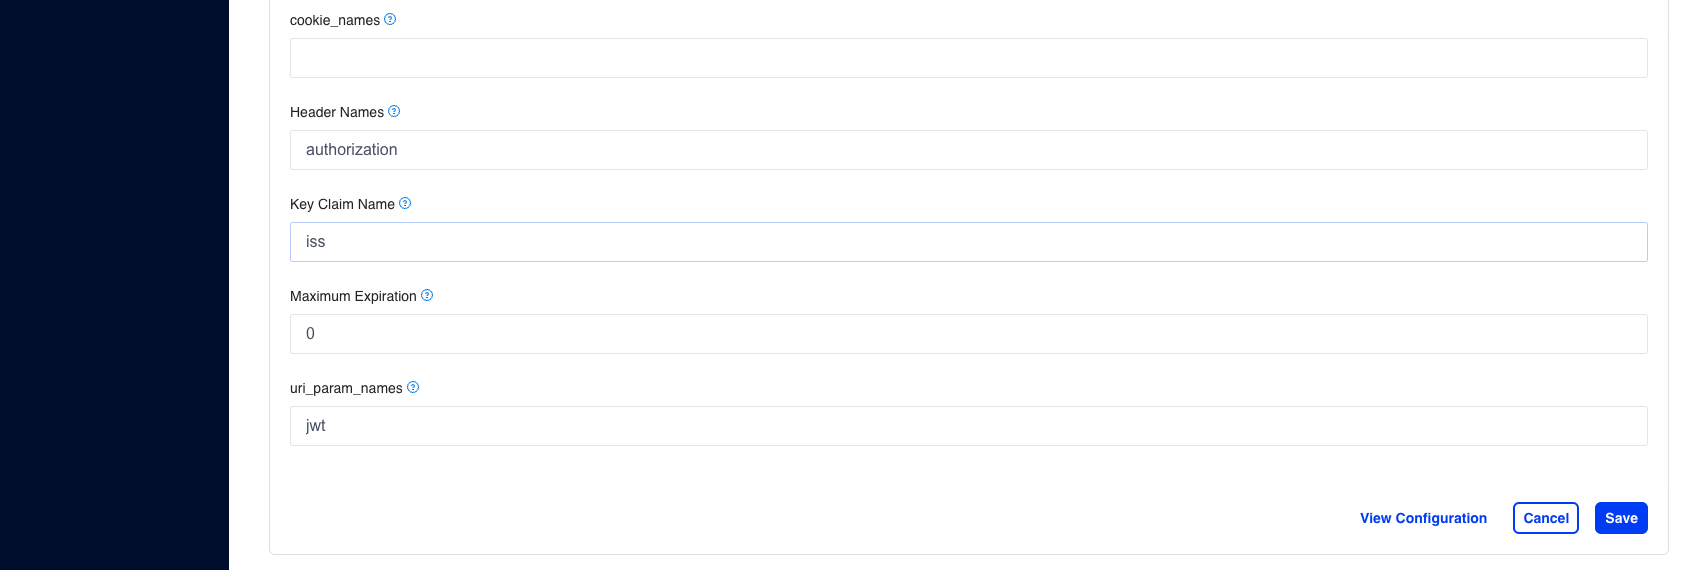 cookie_names
Header Names
authorization
Key Claim Name
iss
Maximum Expiration
0
uri_param_names
jwt
View Configuration Cancel Save